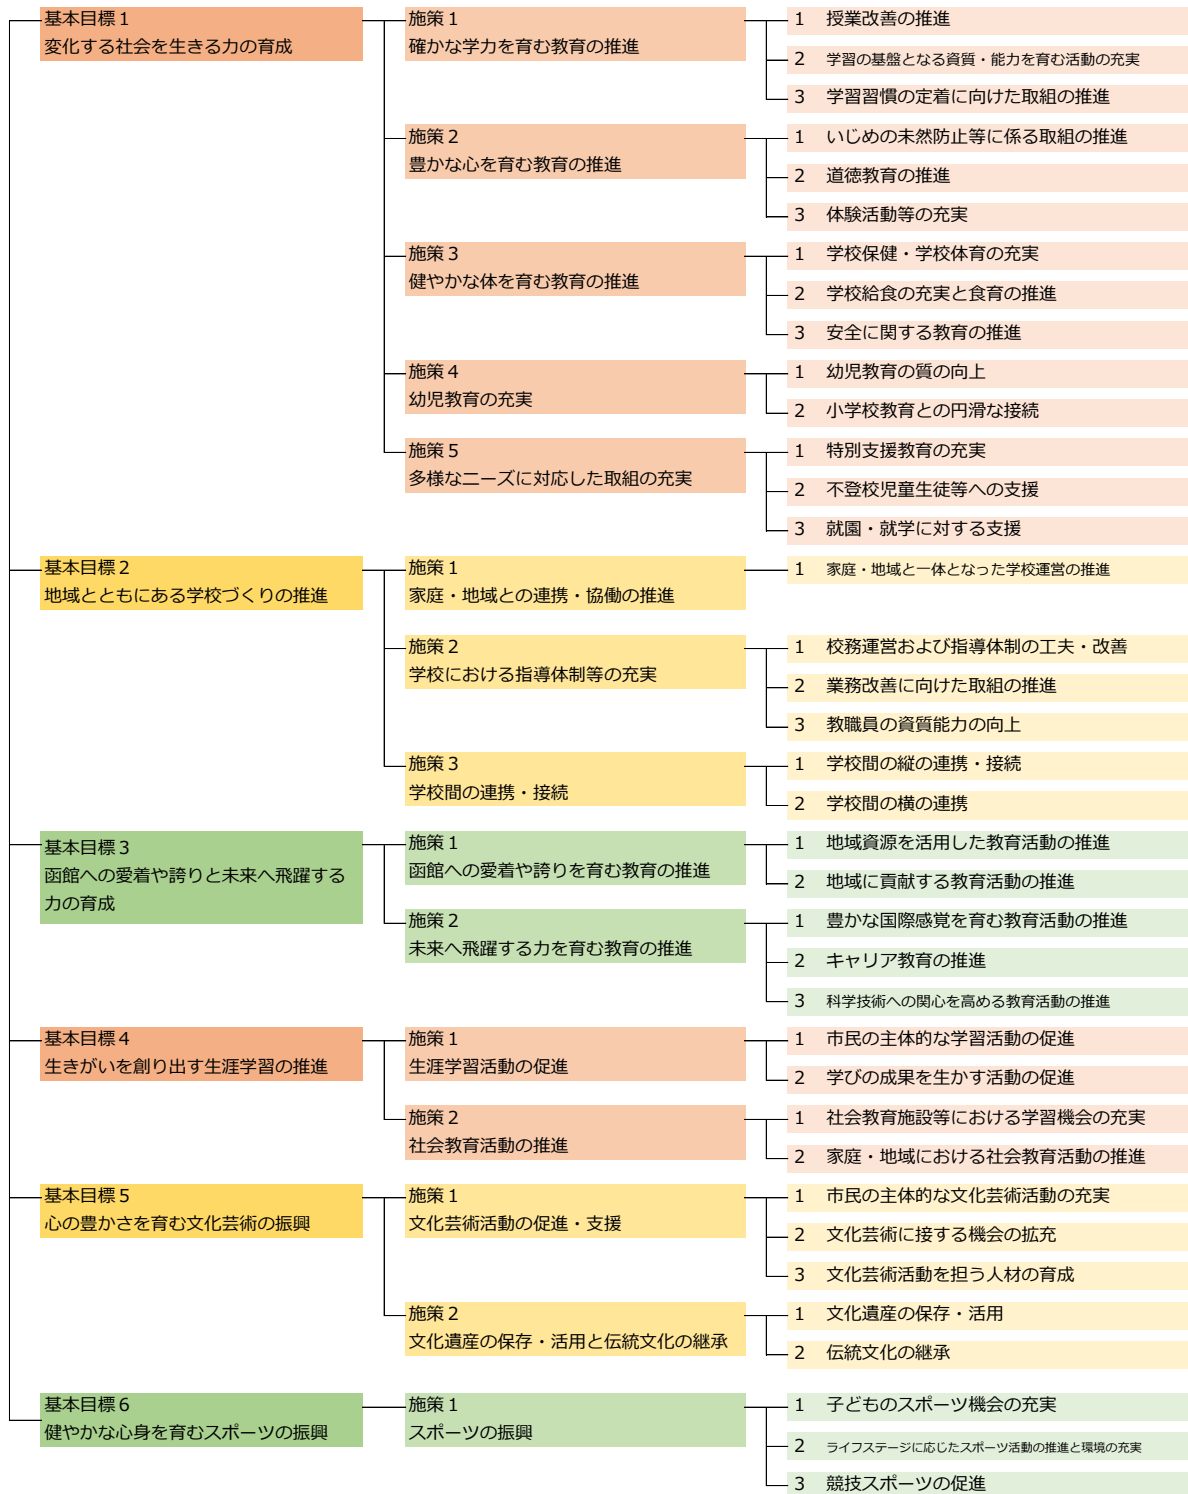 基本目標１
変化する社会を生きる力の育成
施策１
確かな学力を育む教育の推進
1 授業改善の推進
2 学習の基盤となる資質・能力を育む活動の充実
3 学習習慣の定着に向けた取組の推進
施策２
豊かな心を育む教育の推進
1 いじめの未然防止等に係る取組の推進
2 道徳教育の推進
3 体験活動等の充実
施策３
健やかな体を育む教育の推進
1 学校保健・学校体育の充実
2 学校給食の充実と食育の推進
3 安全に関する教育の推進
施策４
幼児教育の充実
1 幼児教育の質の向上
2 小学校教育との円滑な接続
施策５
多様なニーズに対応した取組の充実
1 特別支援教育の充実
2 不登校児童生徒等への支援
3 就園・就学に対する支援
基本目標２
地域とともにある学校づくりの推進
施策１
家庭・地域との連携・協働の推進
1 家庭・地域と一体となった学校運営の推進
施策２
学校における指導体制等の充実
1 校務運営および指導体制の工夫・改善
2 業務改善に向けた取組の推進
3 教職員の資質能力の向上
施策３
学校間の連携・接続
1 学校間の縦の連携・接続
2 学校間の横の連携
基本目標３
函館への愛着や誇りと未来へ飛躍する
力の育成
施策１
函館への愛着や誇りを育む教育の推進
1 地域資源を活用した教育活動の推進
2 地域に貢献する教育活動の推進
施策２
未来へ飛躍する力を育む教育の推進
1 豊かな国際感覚を育む教育活動の推進
2 キャリア教育の推進
3 科学技術への関心を高める教育活動の推進
基本目標４
生きがいを創り出す生涯学習の推進
施策１
生涯学習活動の促進
1 市民の主体的な学習活動の促進
2 学びの成果を生かす活動の促進
施策２
社会教育活動の推進
1 社会教育施設等における学習機会の充実
2 家庭・地域における社会教育活動の推進
基本目標５
心の豊かさを育む文化芸術の振興
施策１
文化芸術活動の促進・支援
1 市民の主体的な文化芸術活動の充実
2 文化芸術に接する機会の拡充
3 文化芸術活動を担う人材の育成
施策２
文化遺産の保存・活用と伝統文化の継承
1 文化遺産の保存・活用
2 伝統文化の継承
基本目標６
健やかな心身を育むスポーツの振興
施策１
スポーツの振興
1 子どものスポーツ機会の充実
2 ライフステージに応じたスポーツ活動の推進と環境の充実
3 競技スポーツの促進